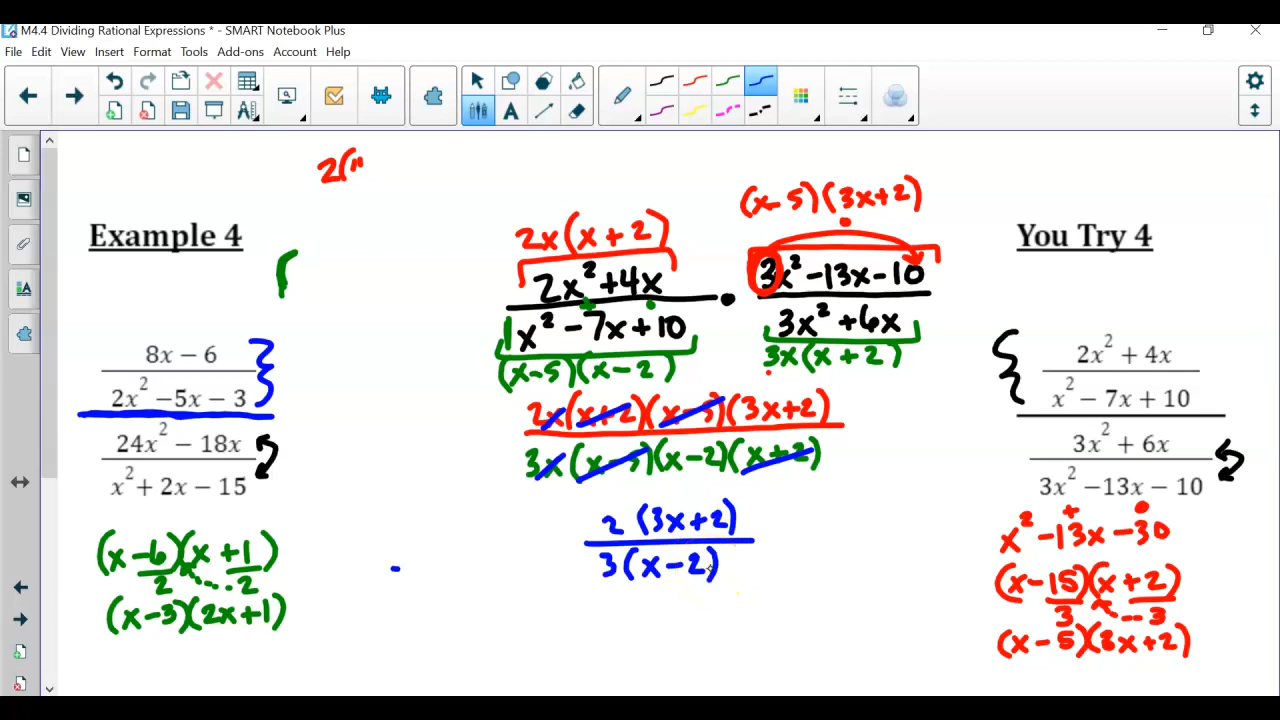 M4.4 Dividing Rational Expressions * - SMART Notebook Plus
File Edit View Insert Format Tools Add-ons Account Help
2(
Example 4
8x − 6
2x² −5x − 3
24x² − 18x
x² + 2x − 15
(x−6)(x+1)
2 2
(x−3)(2x+1)
2x(x+2)
(x−5)(3x+2)
2x²+4x · 3x²−13x−10
1x²−7x+10 3x²+6x
(x−5)(x−2) 3x(x+2)
2x(x+2)(x−5)(3x+2)
3x(x−5)(x−2)(x+2)
2(3x+2)
3(x−2)
You Try 4
2x² + 4x
x² − 7x + 10
3x² + 6x
3x² −13x − 10
x²−13x−30
(x−15)(x+2)
3 3
(x−5)(3x+2)